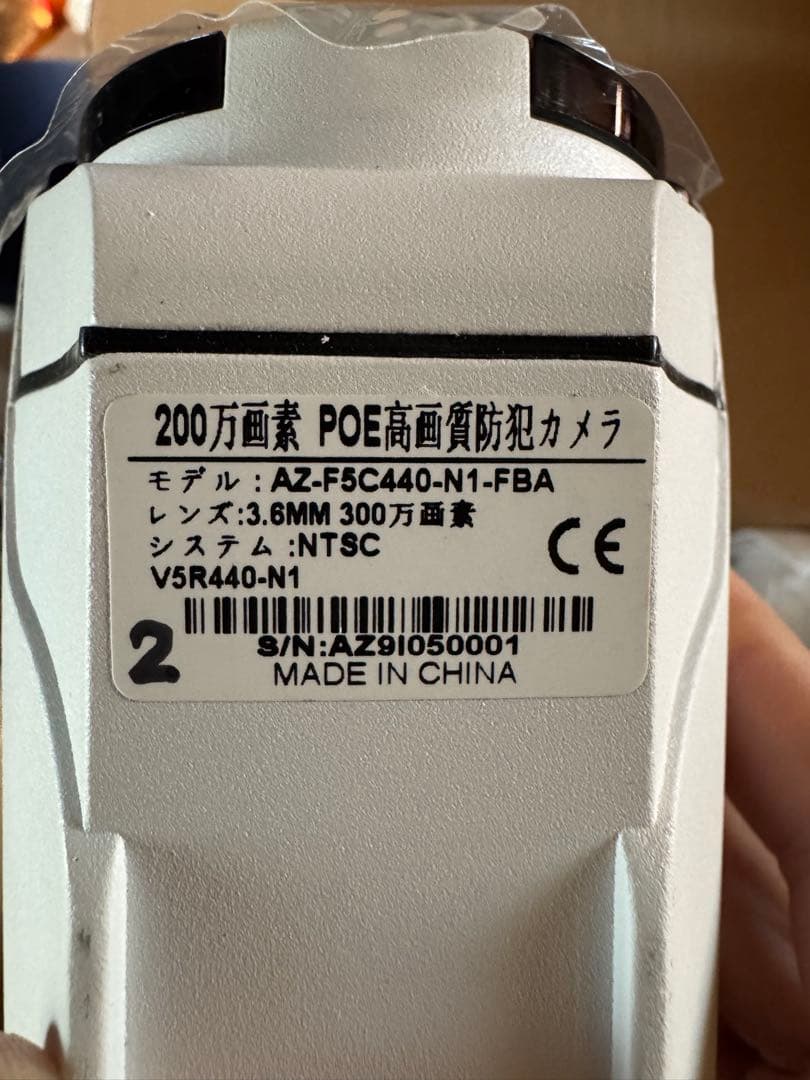 200万画素 POE高画質防犯カメラ
モデル : AZ-F5C440-N1-FBA
レンズ:3.6MM 300万画素
システム :NTSC
CE
V5R440-N1
2
S/N:AZ9I050001
MADE IN CHINA